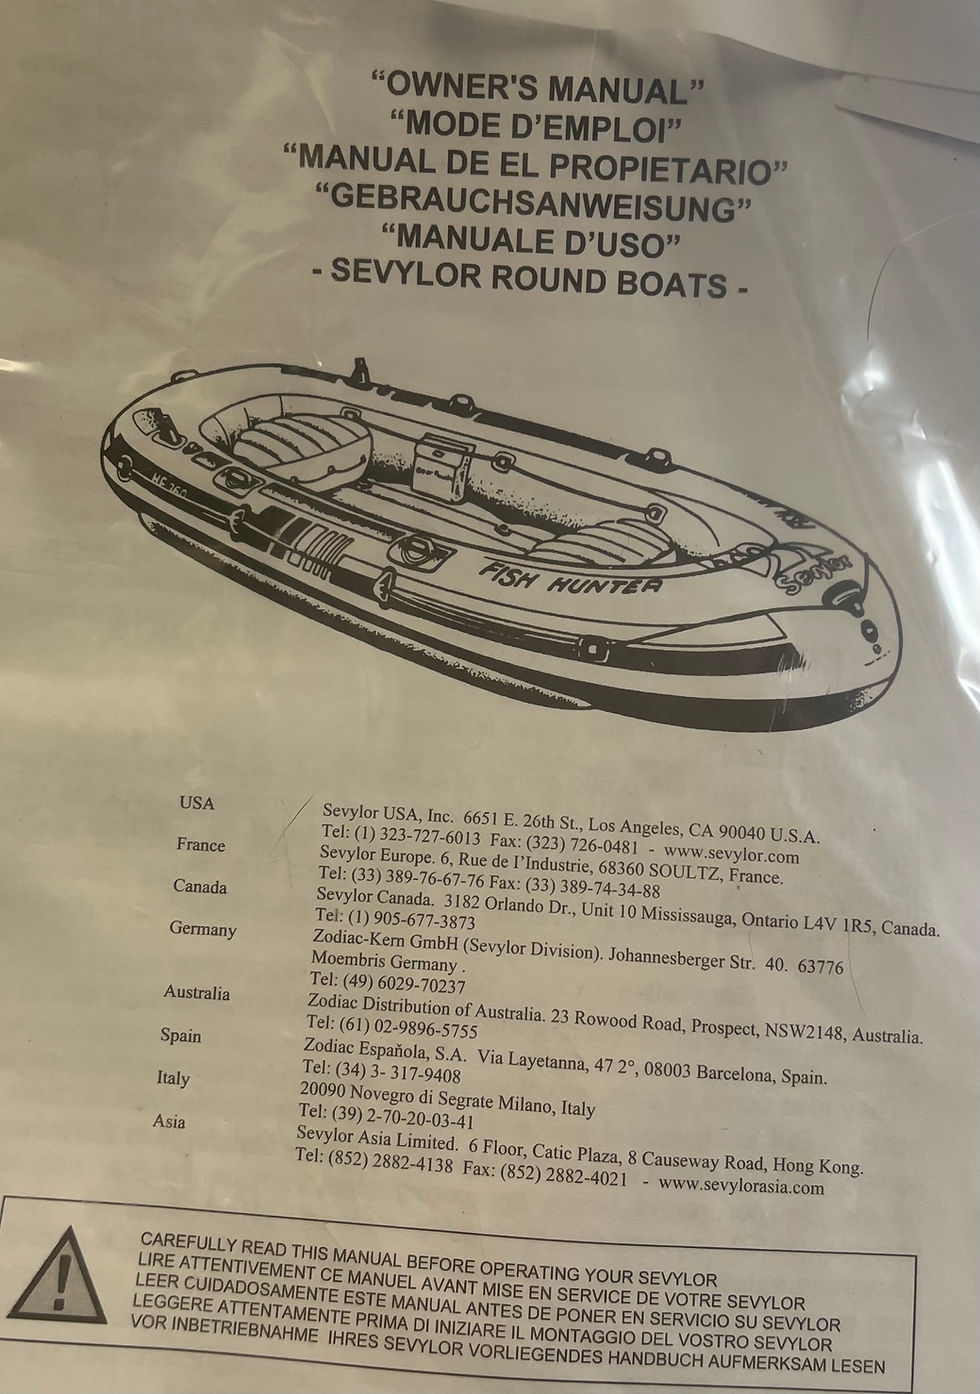 “OWNER'S MANUAL”
“MODE D’EMPLOI”
“MANUAL DE EL PROPIETARIO”
“GEBRAUCHSANWEISUNG”
“MANUALE D’USO”
- SEVYLOR ROUND BOATS -
FISH HUNTER
Sevylor
USA
Sevylor USA, Inc. 6651 E. 26th St., Los Angeles, CA 90040 U.S.A.
Tel: (1) 323-727-6013 Fax: (323) 726-0481 - www.sevylor.com
France
Sevylor Europe. 6, Rue de I’Industrie, 68360 SOULTZ, France.
Tel: (33) 389-76-67-76 Fax: (33) 389-74-34-88
Canada
Sevylor Canada. 3182 Orlando Dr., Unit 10 Mississauga, Ontario L4V 1R5, Canada.
Tel: (1) 905-677-3873
Germany
Zodiac-Kern GmbH (Sevylor Division). Johannesberger Str. 40. 63776
Moembris Germany .
Tel: (49) 6029-70237
Australia
Zodiac Distribution of Australia. 23 Rowood Road, Prospect, NSW2148, Australia.
Tel: (61) 02-9896-5755
Spain
Zodiac Espaňola, S.A. Via Layetanna, 47 2°, 08003 Barcelona, Spain.
Tel: (34) 3- 317-9408
Italy
20090 Novegro di Segrate Milano, Italy
Tel: (39) 2-70-20-03-41
Asia
Sevylor Asia Limited. 6 Floor, Catic Plaza, 8 Causeway Road, Hong Kong.
Tel: (852) 2882-4138 Fax: (852) 2882-4021 - www.sevylorasia.com
CAREFULLY READ THIS MANUAL BEFORE OPERATING YOUR SEVYLOR
LIRE ATTENTIVEMENT CE MANUEL AVANT MISE EN SERVICE DE VOTRE SEVYLOR
LEER CUIDADOSAMENTE ESTE MANUAL ANTES DE PONER EN SERVICIO SU SEVYLOR
LEGGERE ATTENTAMENTE PRIMA DI INIZIARE IL MONTAGGIO DEL VOSTRO SEVYLOR
VOR INBETRIEBNAHME IHRES SEVYLOR VORLIEGENDES HANDBUCH AUFMERKSAM LESEN